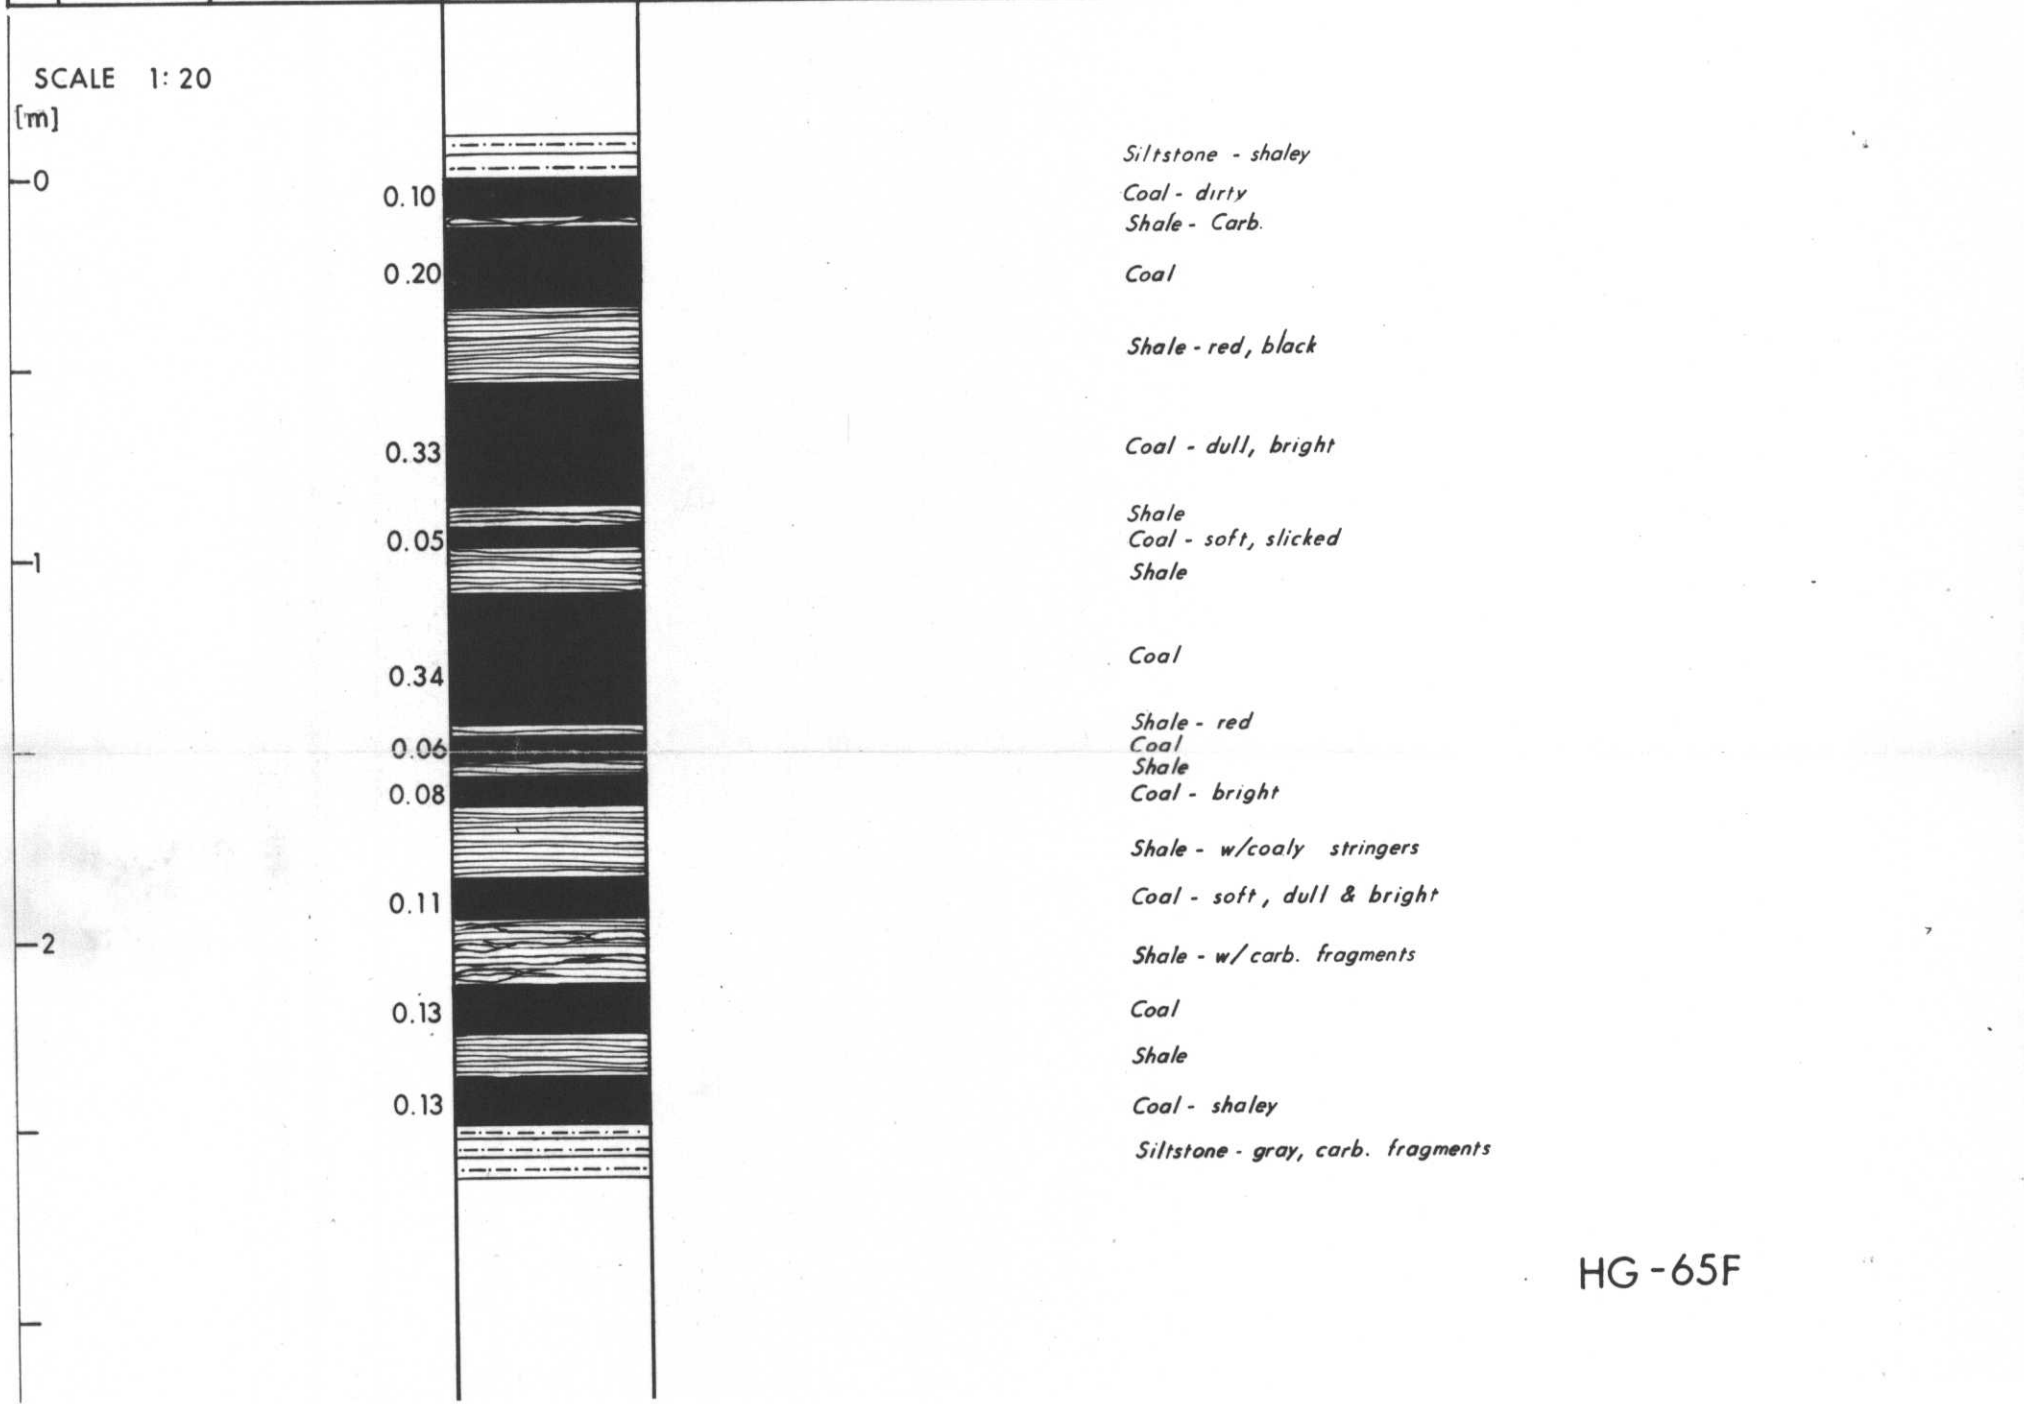 SCALE 1:20
[m]
Siltstone - shaley
0
0.10 Coal - dirty
Shale - Carb.
0.20 Coal
Shale - red, black
0.33 Coal - dull, bright
Shale
0.05 Coal - soft, slicked
1
Shale
0.34 Coal
Shale - red
0.06 Coal
Shale
0.08 Coal - bright
Shale - w/coaly stringers
0.11 Coal - soft, dull & bright
2
Shale - w/carb. fragments
0.13 Coal
Shale
0.13 Coal - shaley
Siltstone - gray, carb. fragments
HG-65F